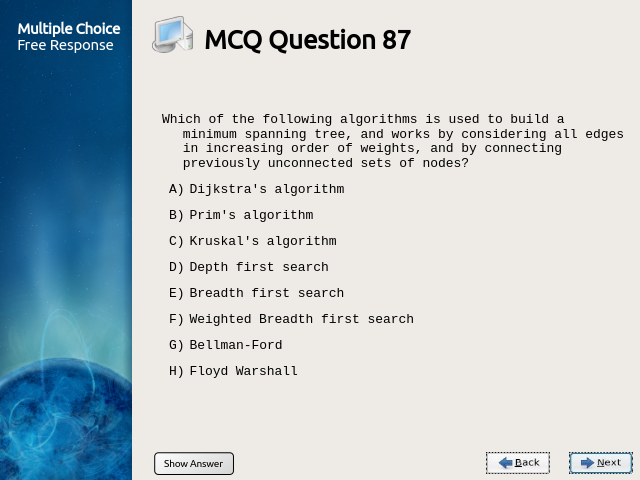 Multiple Choice
Free Response
MCQ Question 87
Which of the following algorithms is used to build a
minimum spanning tree, and works by considering all edges
in increasing order of weights, and by connecting
previously unconnected sets of nodes?
A) Dijkstra's algorithm
B) Prim's algorithm
C) Kruskal's algorithm
D) Depth first search
E) Breadth first search
F) Weighted Breadth first search
G) Bellman-Ford
H) Floyd Warshall
Show Answer
Back
Next